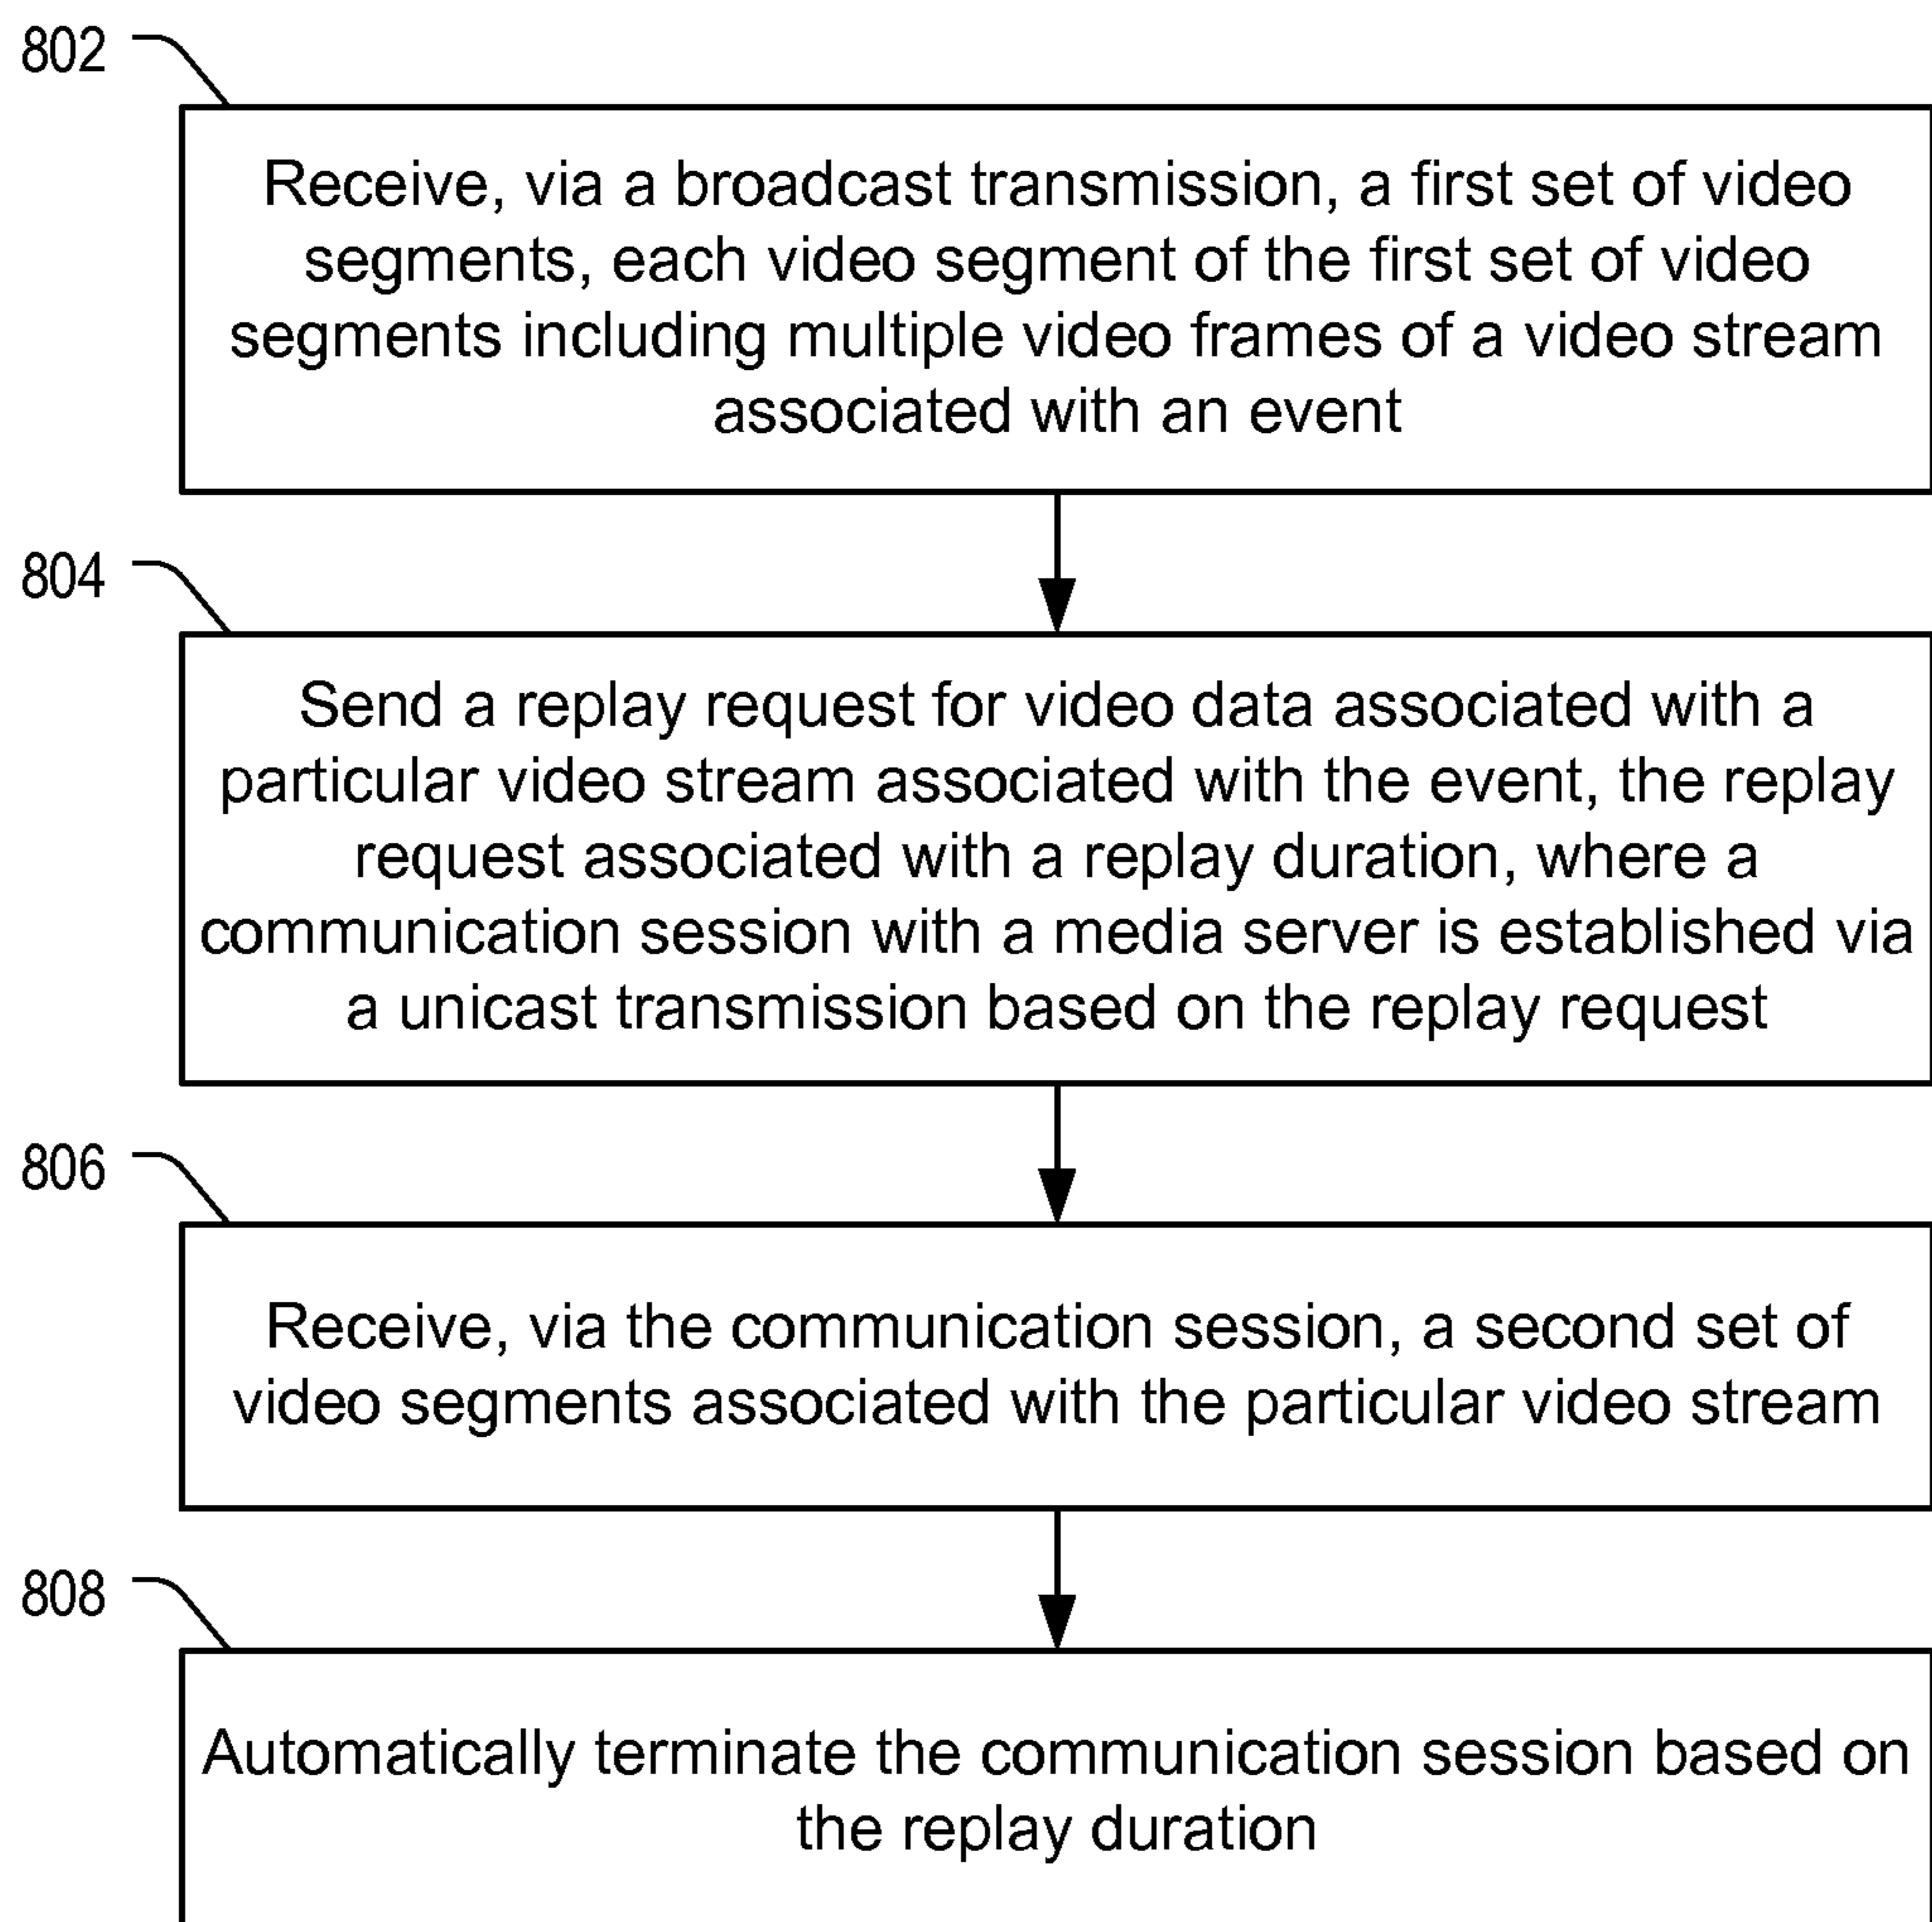 802
Receive, via a broadcast transmission, a first set of video
segments, each video segment of the first set of video
segments including multiple video frames of a video stream
associated with an event
804
Send a replay request for video data associated with a
particular video stream associated with the event, the replay
request associated with a replay duration, where a
communication session with a media server is established via
a unicast transmission based on the replay request
806
Receive, via the communication session, a second set of
video segments associated with the particular video stream
808
Automatically terminate the communication session based on
the replay duration